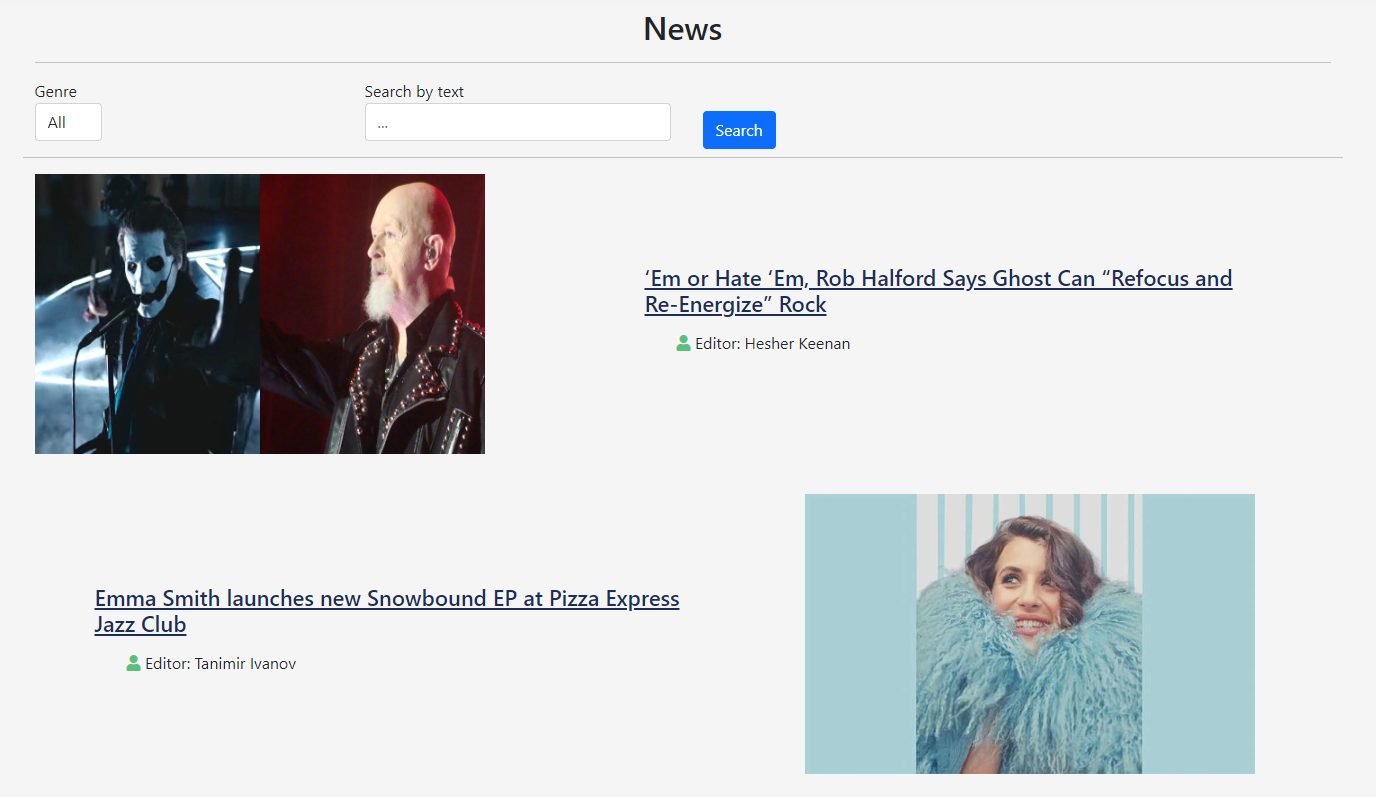 News
Genre
Search by text
All
...
Search
‘Em or Hate ‘Em, Rob Halford Says Ghost Can “Refocus and
Re-Energize” Rock
Editor: Hesher Keenan
Emma Smith launches new Snowbound EP at Pizza Express
Jazz Club
Editor: Tanimir Ivanov